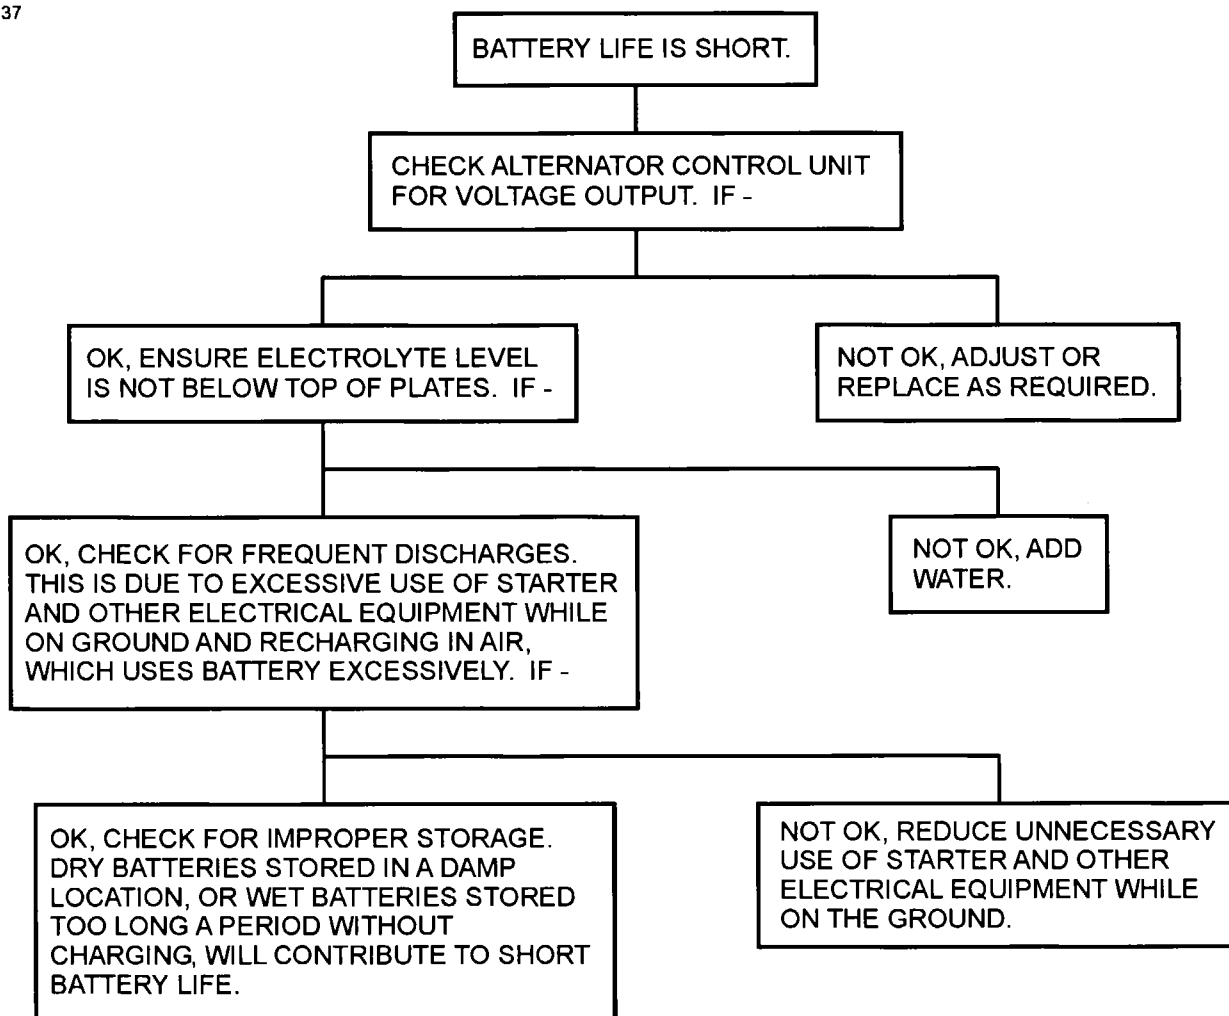 37
BATTERY LIFE IS SHORT.
CHECK ALTERNATOR CONTROL UNIT
FOR VOLTAGE OUTPUT. IF -
OK, ENSURE ELECTROLYTE LEVEL
IS NOT BELOW TOP OF PLATES. IF -
NOT OK, ADJUST OR
REPLACE AS REQUIRED.
OK, CHECK FOR FREQUENT DISCHARGES.
THIS IS DUE TO EXCESSIVE USE OF STARTER
AND OTHER ELECTRICAL EQUIPMENT WHILE
ON GROUND AND RECHARGING IN AIR,
WHICH USES BATTERY EXCESSIVELY. IF -
NOT OK, ADD
WATER.
OK, CHECK FOR IMPROPER STORAGE.
DRY BATTERIES STORED IN A DAMP
LOCATION, OR WET BATTERIES STORED
TOO LONG A PERIOD WITHOUT
CHARGING, WILL CONTRIBUTE TO SHORT
BATTERY LIFE.
NOT OK, REDUCE UNNECESSARY
USE OF STARTER AND OTHER
ELECTRICAL EQUIPMENT WHILE
ON THE GROUND.